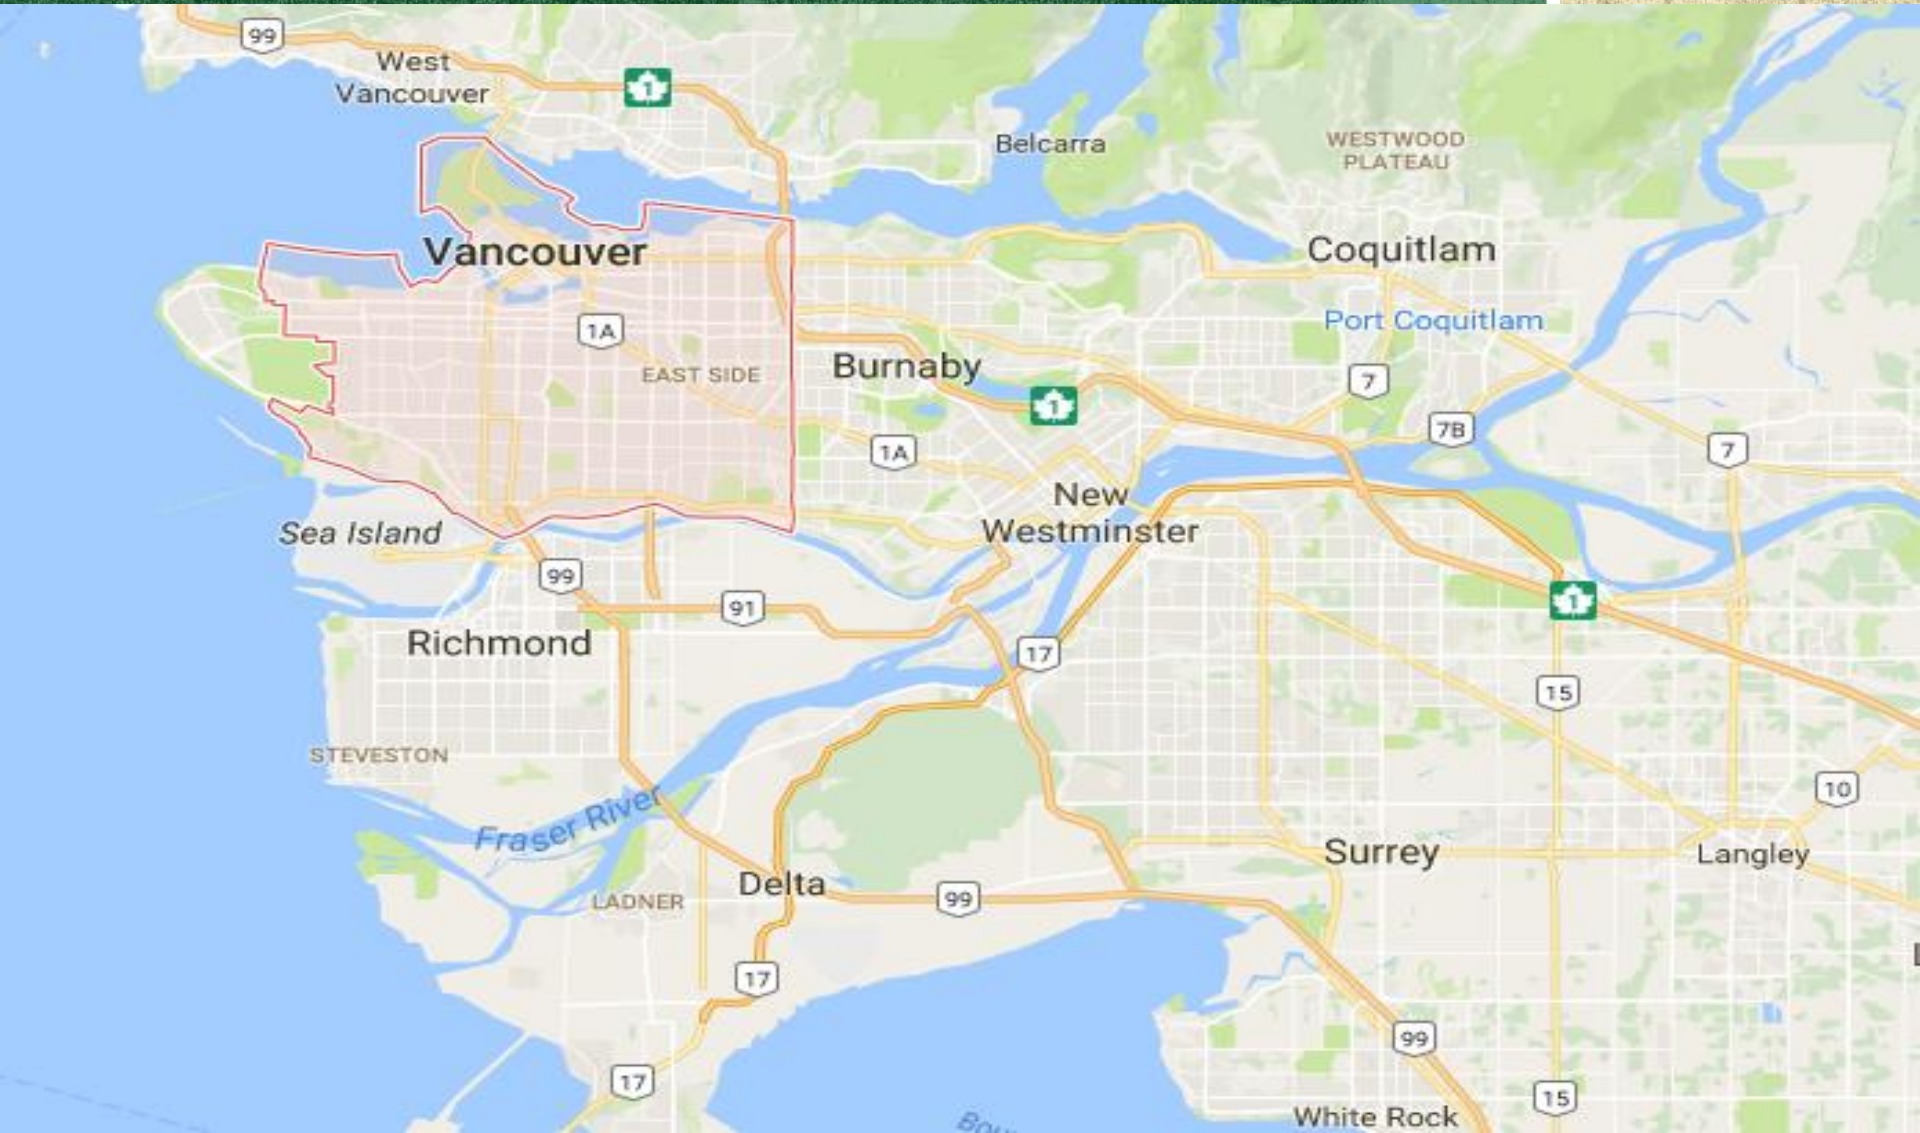 99
West
Vancouver
1
Belcarra
WESTWOOD
PLATEAU
Vancouver
Coquitlam
Port Coquitlam
1A
EAST SIDE
Burnaby
7
1
7B
1A
7
New
Westminster
Sea Island
99
91
1
Richmond
17
15
STEVESTON
10
Fraser River
Surrey
Langley
Delta
99
LADNER
17
99
17
15
White Rock